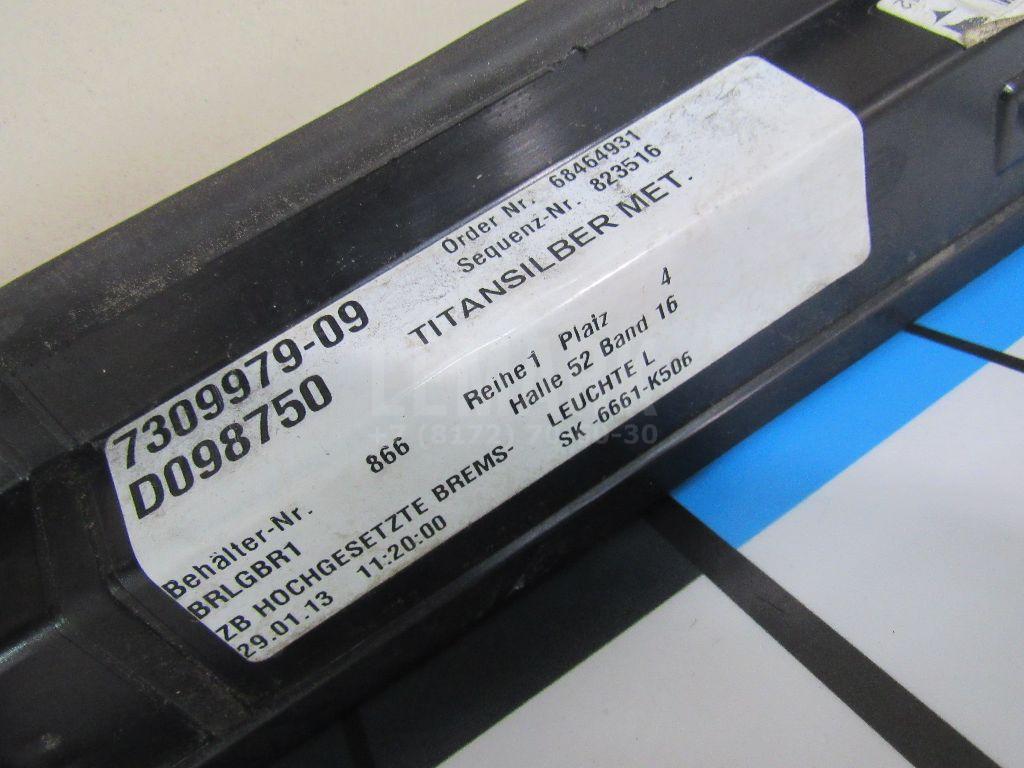 Order Nr. 68464931
Sequenz-Nr. 823516
7309979-09 TITANSILBER MET.
D098750
Reihe 1 Platz 4
866 Halle 52 Band 16
Behälter-Nr.
BRLGBR1
ZB HOCHGESETZTE BREMS- LEUCHTE L
29.01.13 11:20:00 SK -6661-K506